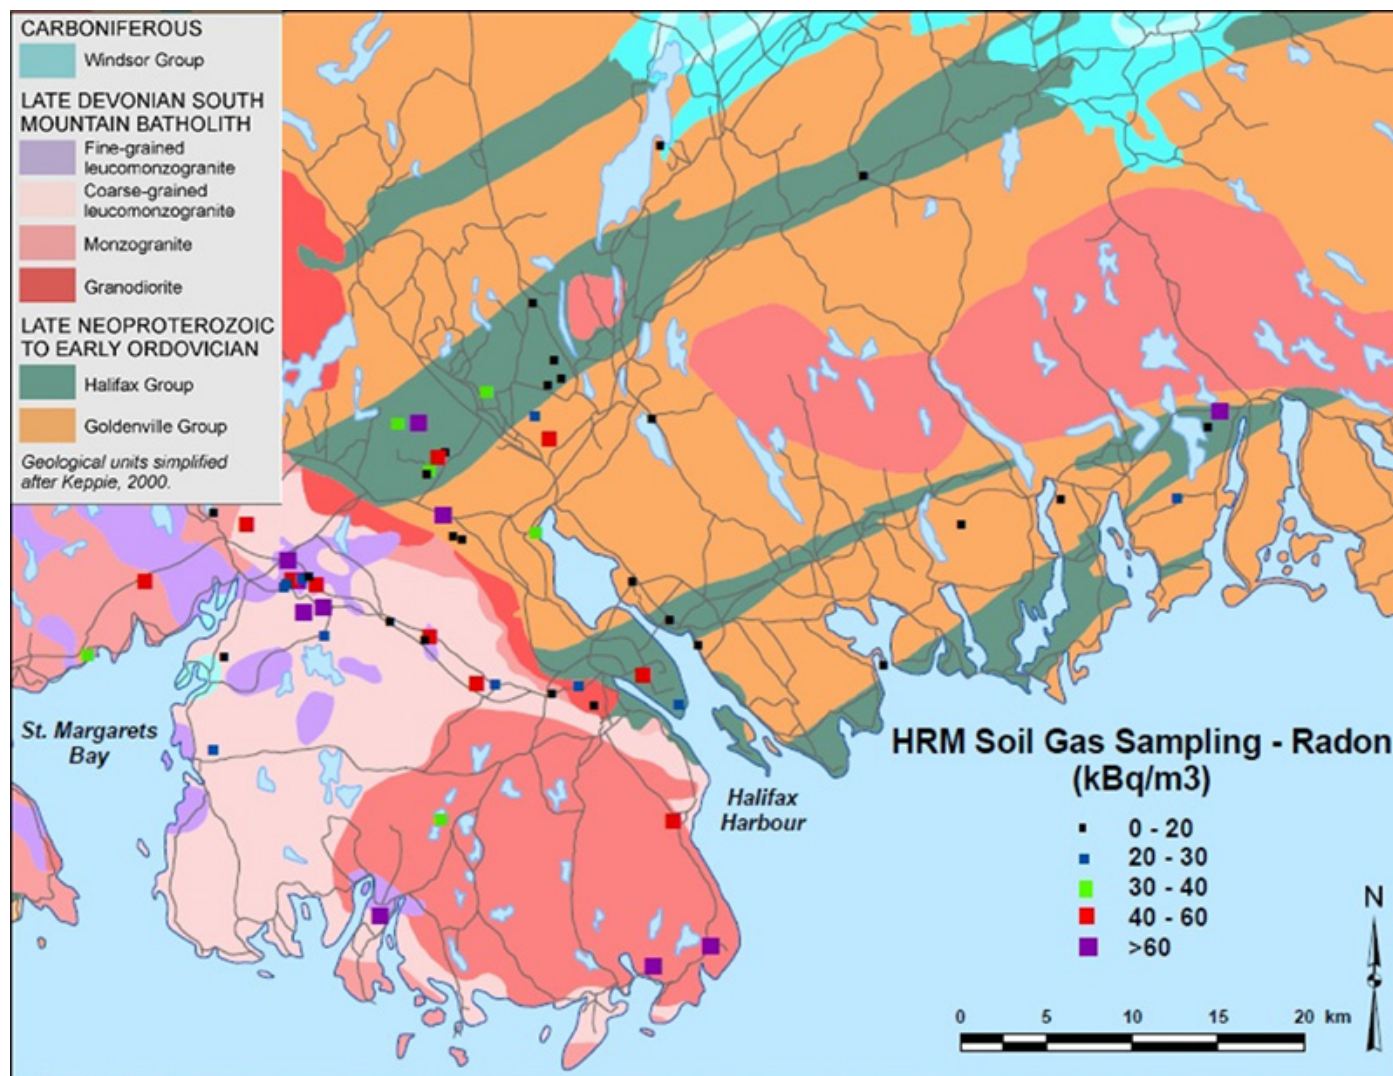 CARBONIFEROUS
Windsor Group
LATE DEVONIAN SOUTH
MOUNTAIN BATHOLITH
Fine-grained
leucomonzogranite
Coarse-grained
leucomonzogranite
Monzogranite
Granodiorite
LATE NEOPROTEROZOIC
TO EARLY ORDOVICIAN
Halifax Group
Goldenville Group
Geological units simplified
after Keppie, 2000.
St. Margarets
Bay
Halifax
Harbour
HRM Soil Gas Sampling - Radon
(kBq/m3)
0 - 20
20 - 30
30 - 40
40 - 60
>60
N
0 5 10 15 20 km